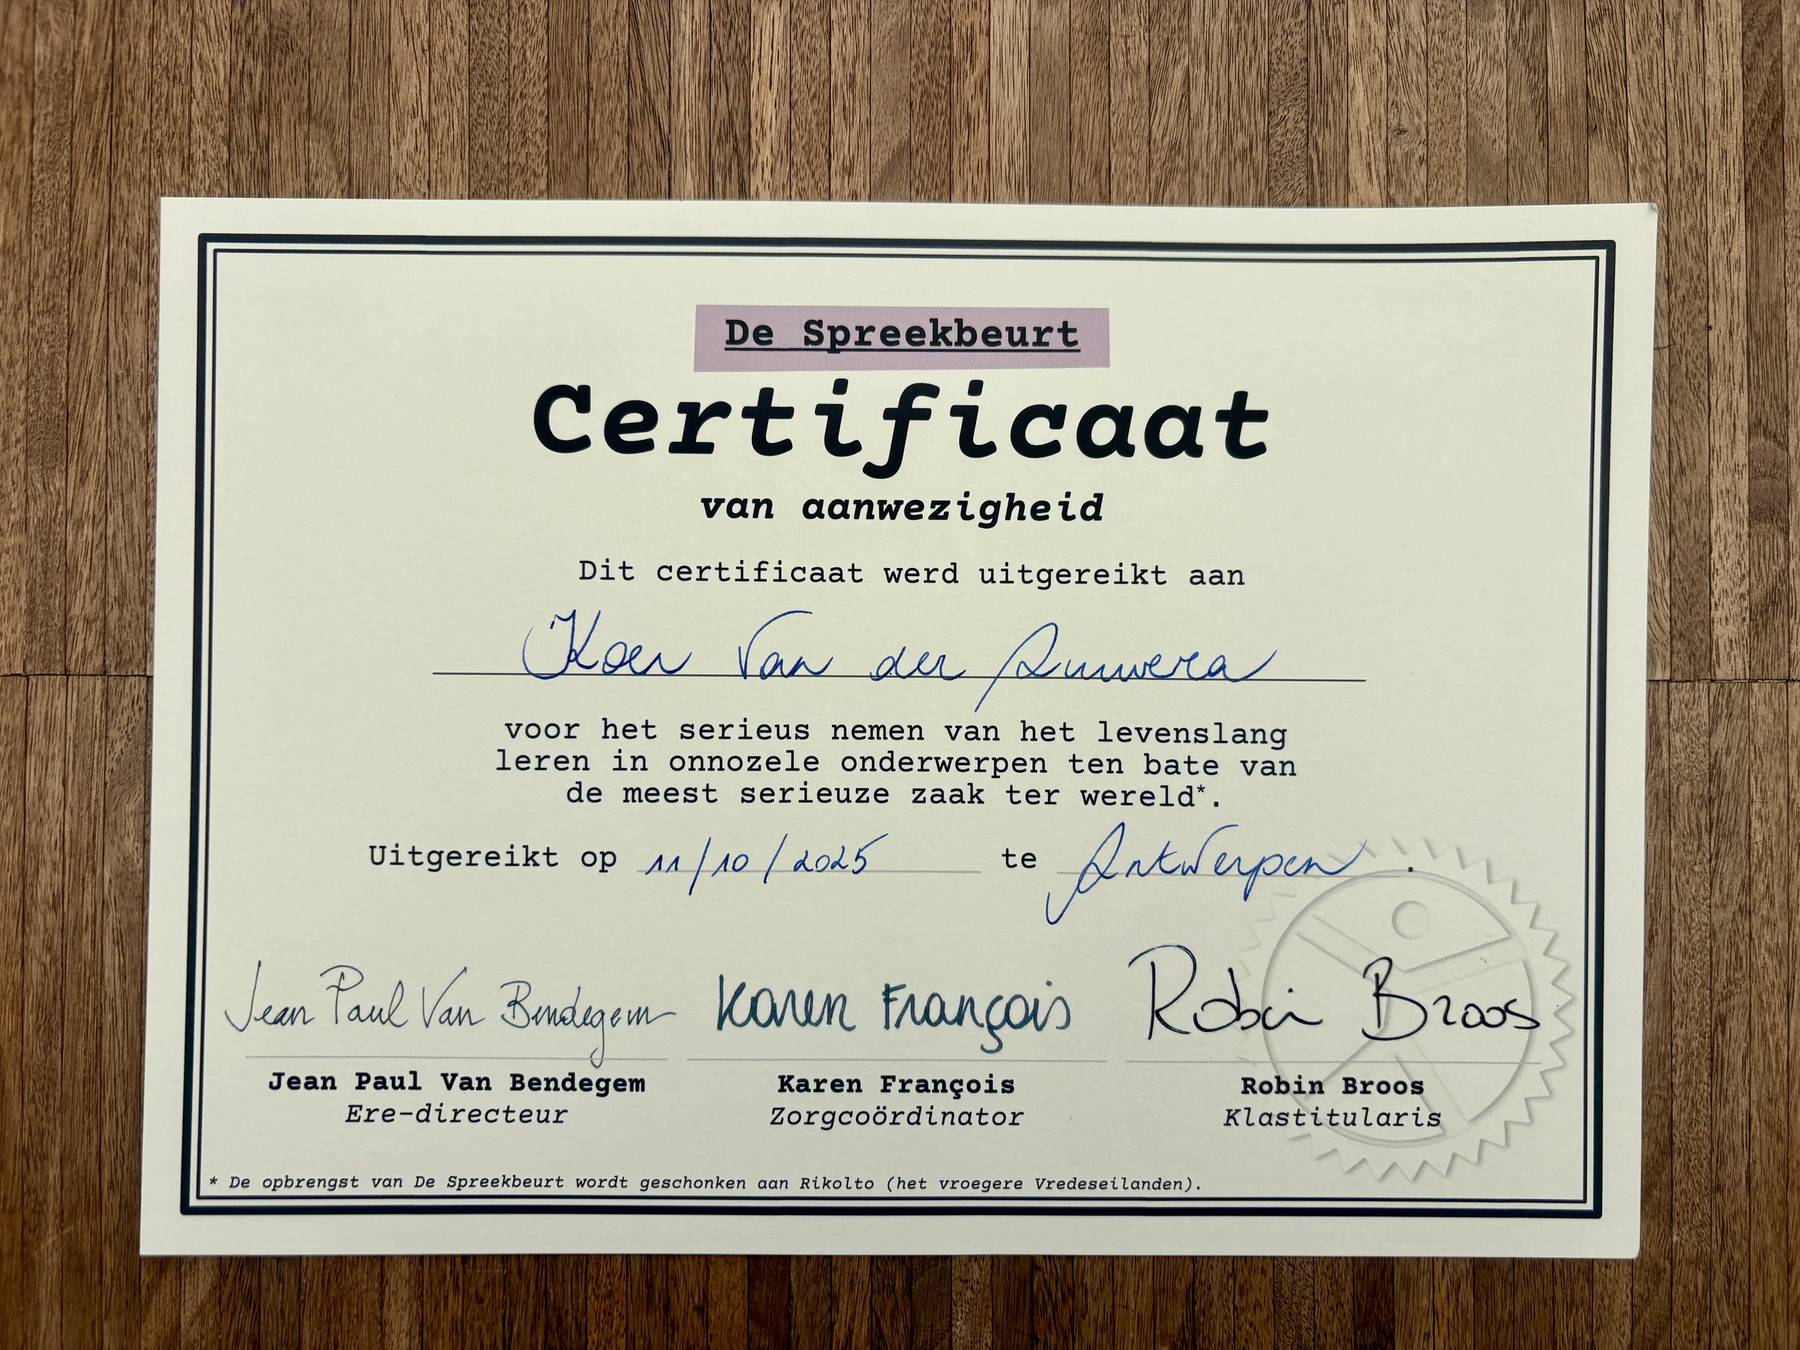 De Spreekbeurt
Certificaat
van aanwezigheid
Dit certificaat werd uitgereikt aan
Koen Van der Auwera
voor het serieus nemen van het levenslang
leren in onnozele onderwerpen ten bate van
de meest serieuze zaak ter wereld*.
Uitgereikt op 11/10/2025 te Antwerpen.
Jean Paul Van Bendegem Karen François Robin Broos
Jean Paul Van Bendegem Karen François Robin Broos
Ere-directeur Zorgcoördinator Klastitularis
* De opbrengst van De Spreekbeurt wordt geschonken aan Rikolto (het vroegere Vredeseilanden).